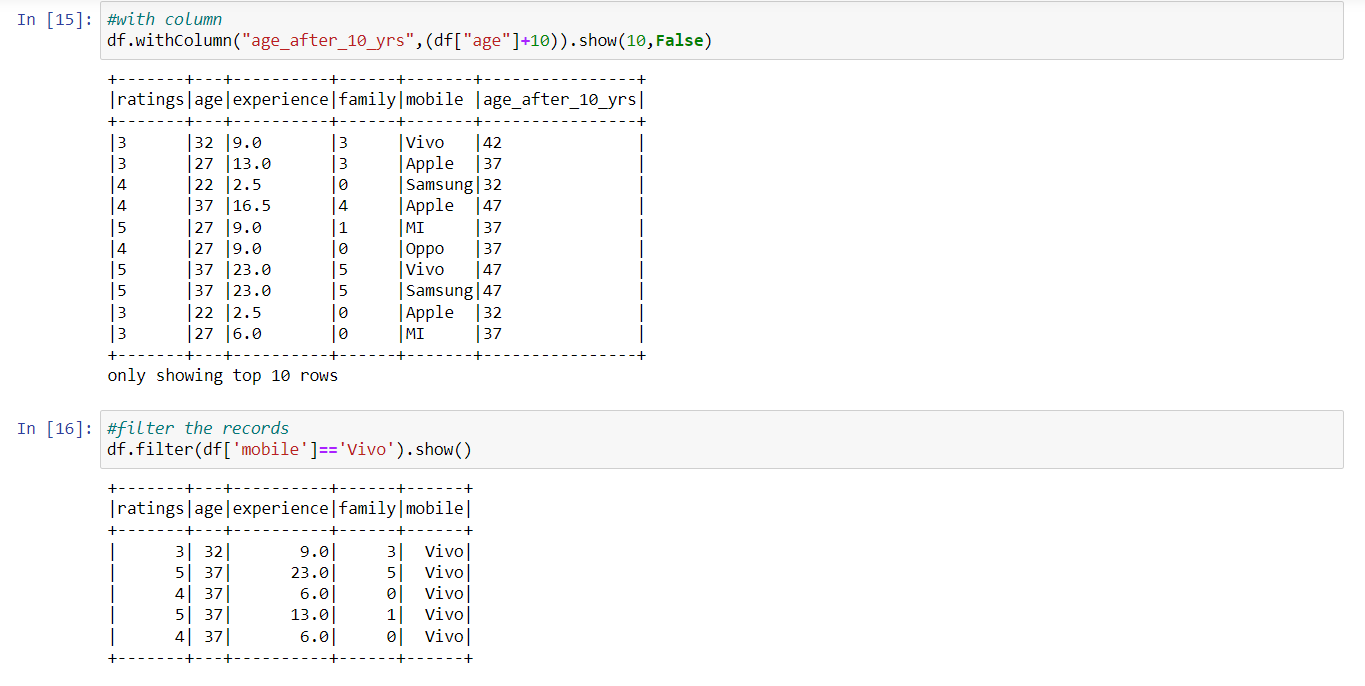 In [15]: #with column
df.withColumn("age_after_10_yrs",(df["age"]+10)).show(10,False)
+-------+---+----------+------+-------+----------------+
|ratings|age|experience|family|mobile |age_after_10_yrs|
+-------+---+----------+------+-------+----------------+
|3      |32 |9.0       |3     |Vivo   |42              |
|3      |27 |13.0      |3     |Apple  |37              |
|4      |22 |2.5       |0     |Samsung|32              |
|4      |37 |16.5      |4     |Apple  |47              |
|5      |27 |9.0       |1     |MI     |37              |
|4      |27 |9.0       |0     |Oppo   |37              |
|5      |37 |23.0      |5     |Vivo   |47              |
|5      |37 |23.0      |5     |Samsung|47              |
|3      |22 |2.5       |0     |Apple  |32              |
|3      |27 |6.0       |0     |MI     |37              |
+-------+---+----------+------+-------+----------------+
only showing top 10 rows
In [16]: #filter the records
df.filter(df['mobile']=='Vivo').show()
+-------+---+----------+------+------+
|ratings|age|experience|family|mobile|
+-------+---+----------+------+------+
|      3| 32|       9.0|     3|  Vivo|
|      5| 37|      23.0|     5|  Vivo|
|      4| 37|       6.0|     0|  Vivo|
|      5| 37|      13.0|     1|  Vivo|
|      4| 37|       6.0|     0|  Vivo|
+-------+---+----------+------+------+